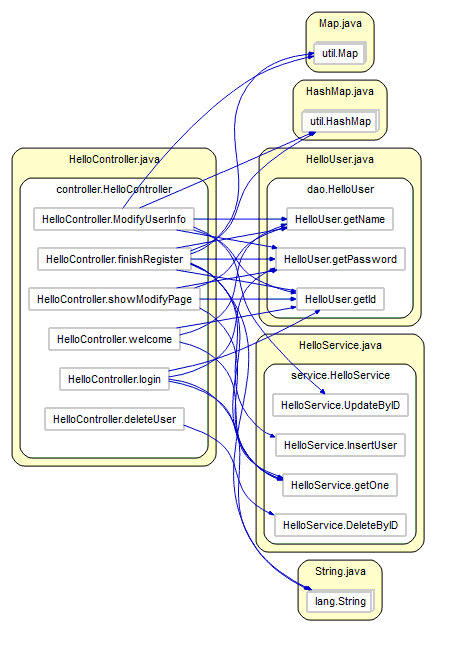 Map.java
util.Map
HashMap.java
util.HashMap
HelloController.java
controller.HelloController
HelloController.ModifyUserInfo
HelloController.finishRegister
HelloController.showModifyPage
HelloController.welcome
HelloController.login
HelloController.deleteUser
HelloUser.java
dao.HelloUser
HelloUser.getName
HelloUser.getPassword
HelloUser.getId
HelloService.java
service.HelloService
HelloService.UpdateByID
HelloService.InsertUser
HelloService.getOne
HelloService.DeleteByID
String.java
lang.String